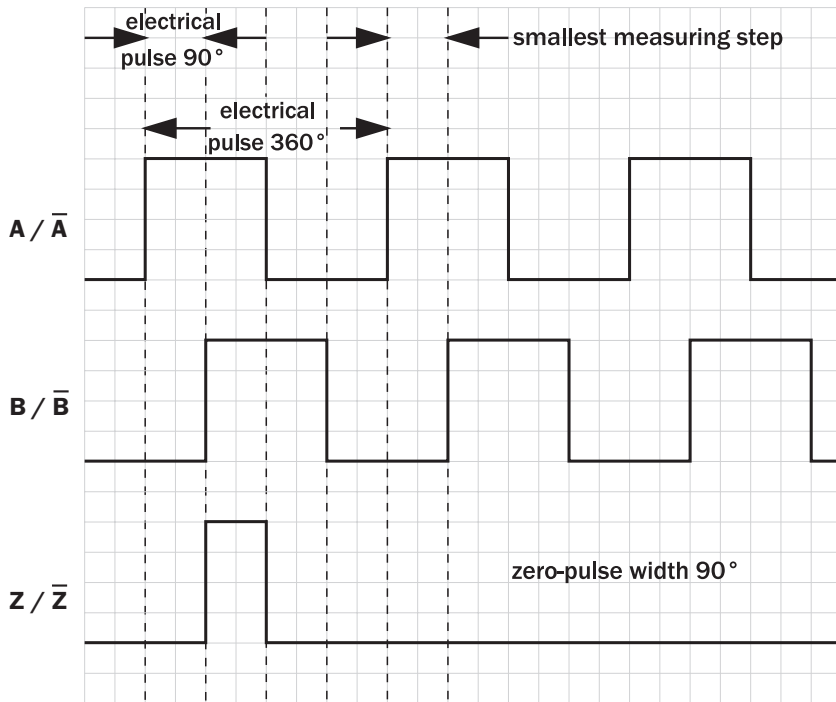 electrical
pulse 90°
smallest measuring step
electrical
pulse 360°
A / A̅
B / B̅
zero-pulse width 90°
Z / Z̅